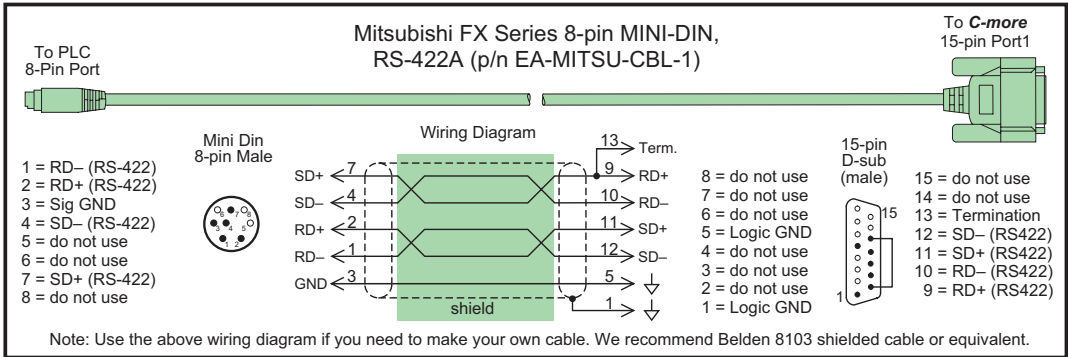 Mitsubishi FX Series 8-pin MINI-DIN,
RS-422A (p/n EA-MITSU-CBL-1)
To PLC
8-Pin Port
To C-more
15-pin Port1
Mini Din
8-pin Male
1 = RD– (RS-422)
2 = RD+ (RS-422)
3 = Sig GND
4 = SD– (RS-422)
5 = do not use
6 = do not use
7 = SD+ (RS-422)
8 = do not use
6 7 8
3 4 5
1 2
Wiring Diagram
13 Term.
SD+ 7 9 RD+
SD– 4 10 RD–
RD+ 2 11 SD+
RD– 1 12 SD–
GND 3 5
shield 1
8 = do not use
7 = do not use
6 = do not use
5 = Logic GND
4 = do not use
3 = do not use
2 = do not use
1 = Logic GND
15-pin
D-sub
(male)
15
1
15 = do not use
14 = do not use
13 = Termination
12 = SD– (RS422)
11 = SD+ (RS422)
10 = RD– (RS422)
9 = RD+ (RS422)
Note: Use the above wiring diagram if you need to make your own cable. We recommend Belden 8103 shielded cable or equivalent.